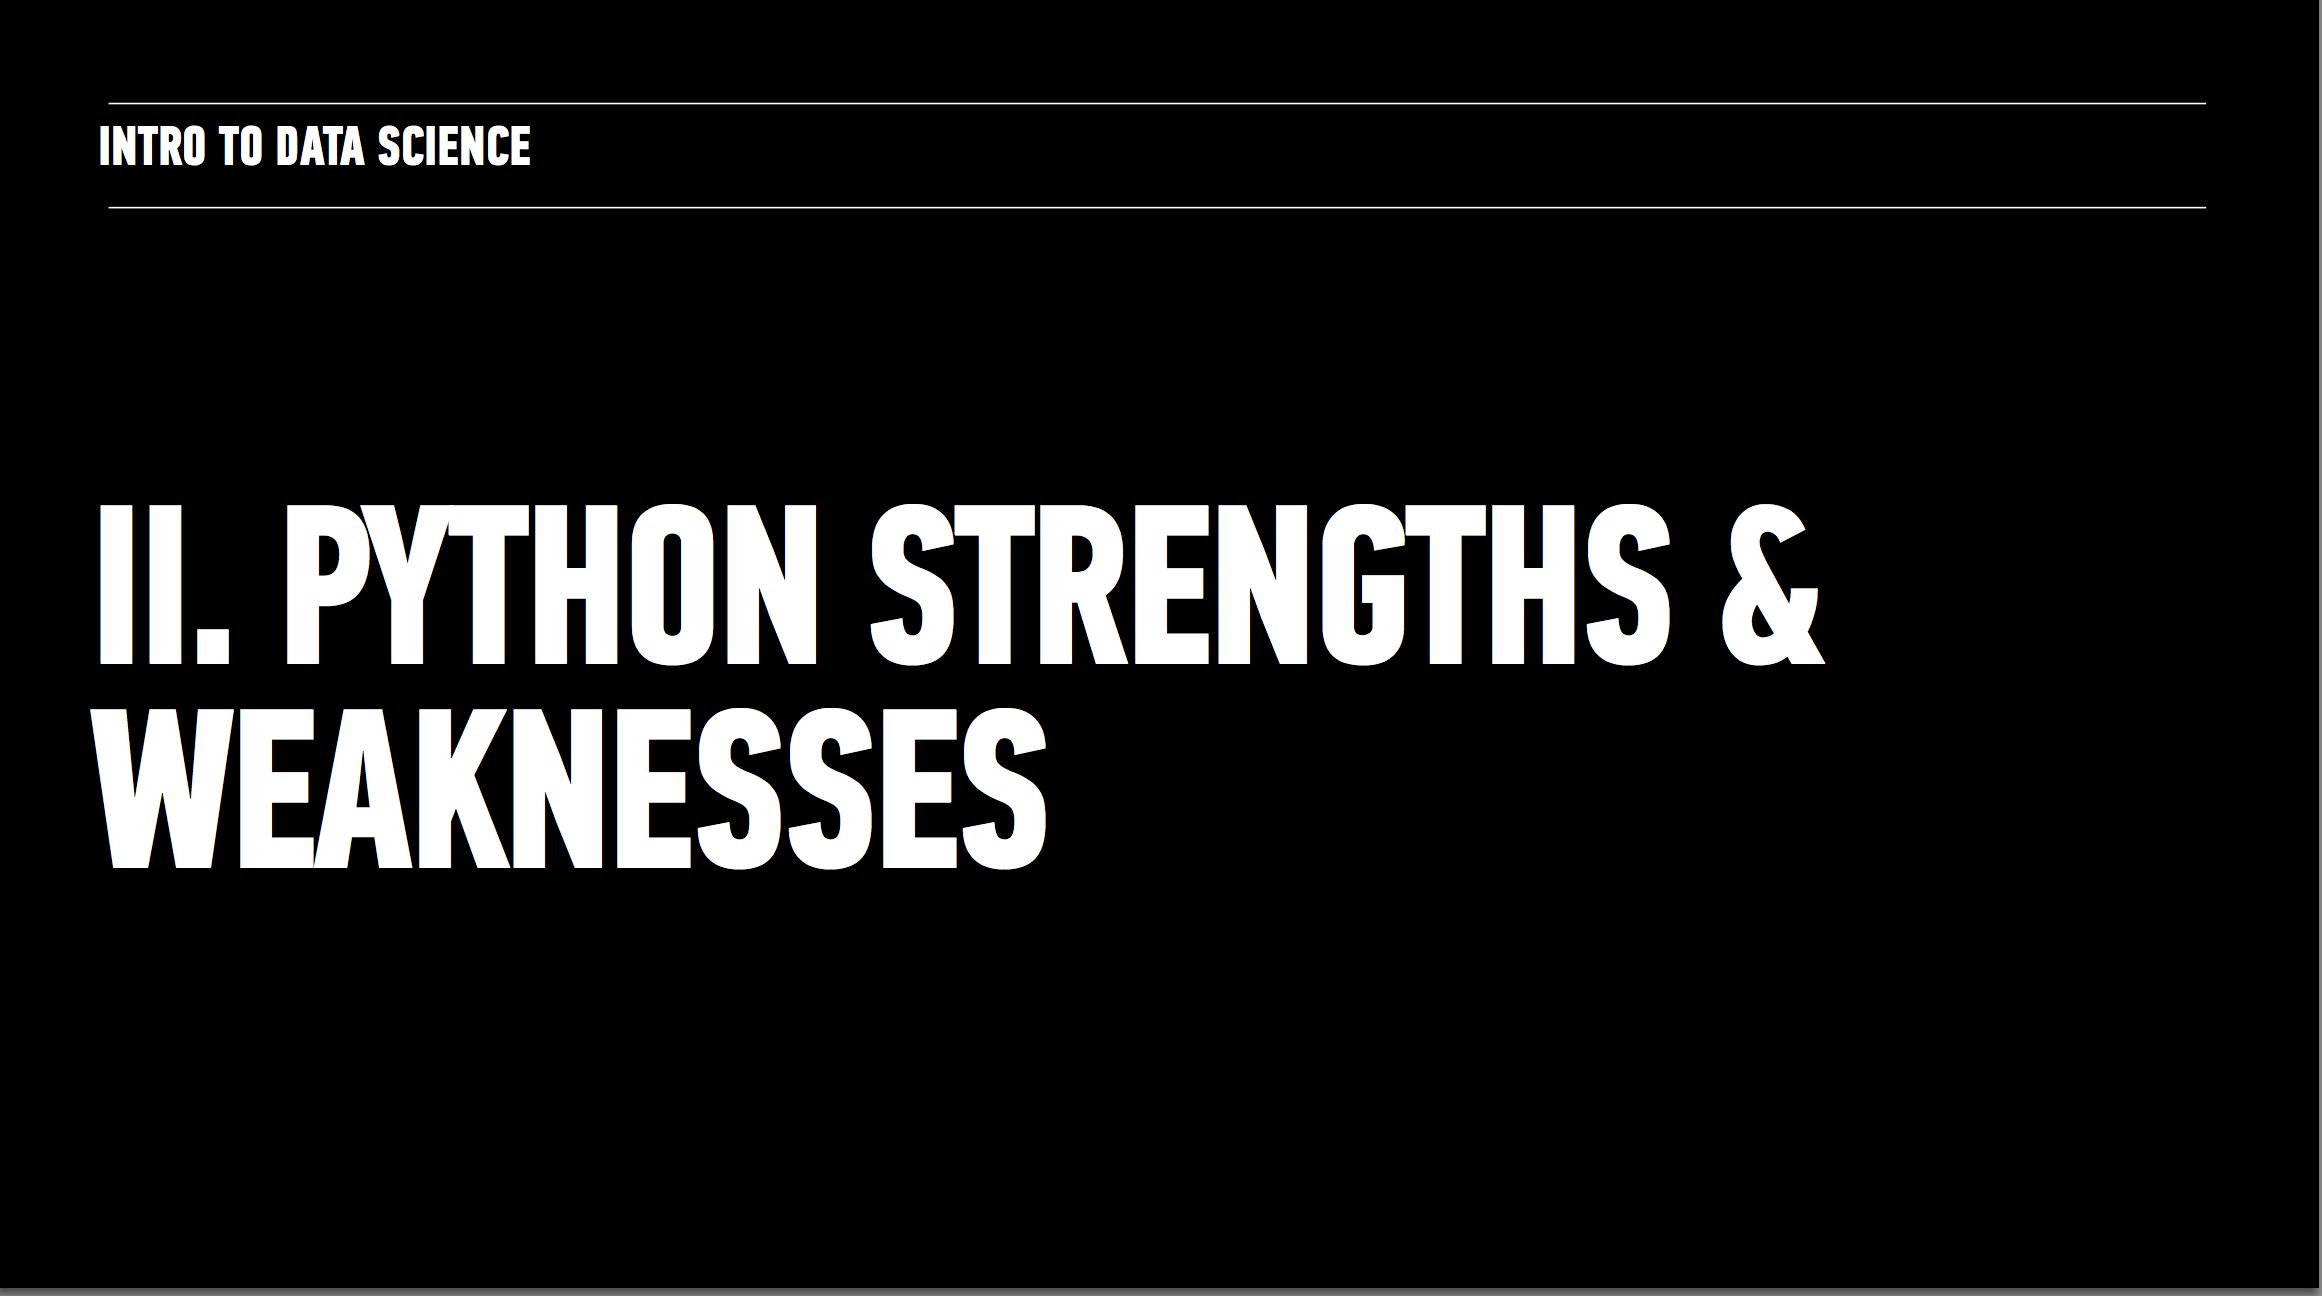 INTRO TO DATA SCIENCE
II. PYTHON STRENGTHS &
WEAKNESSES